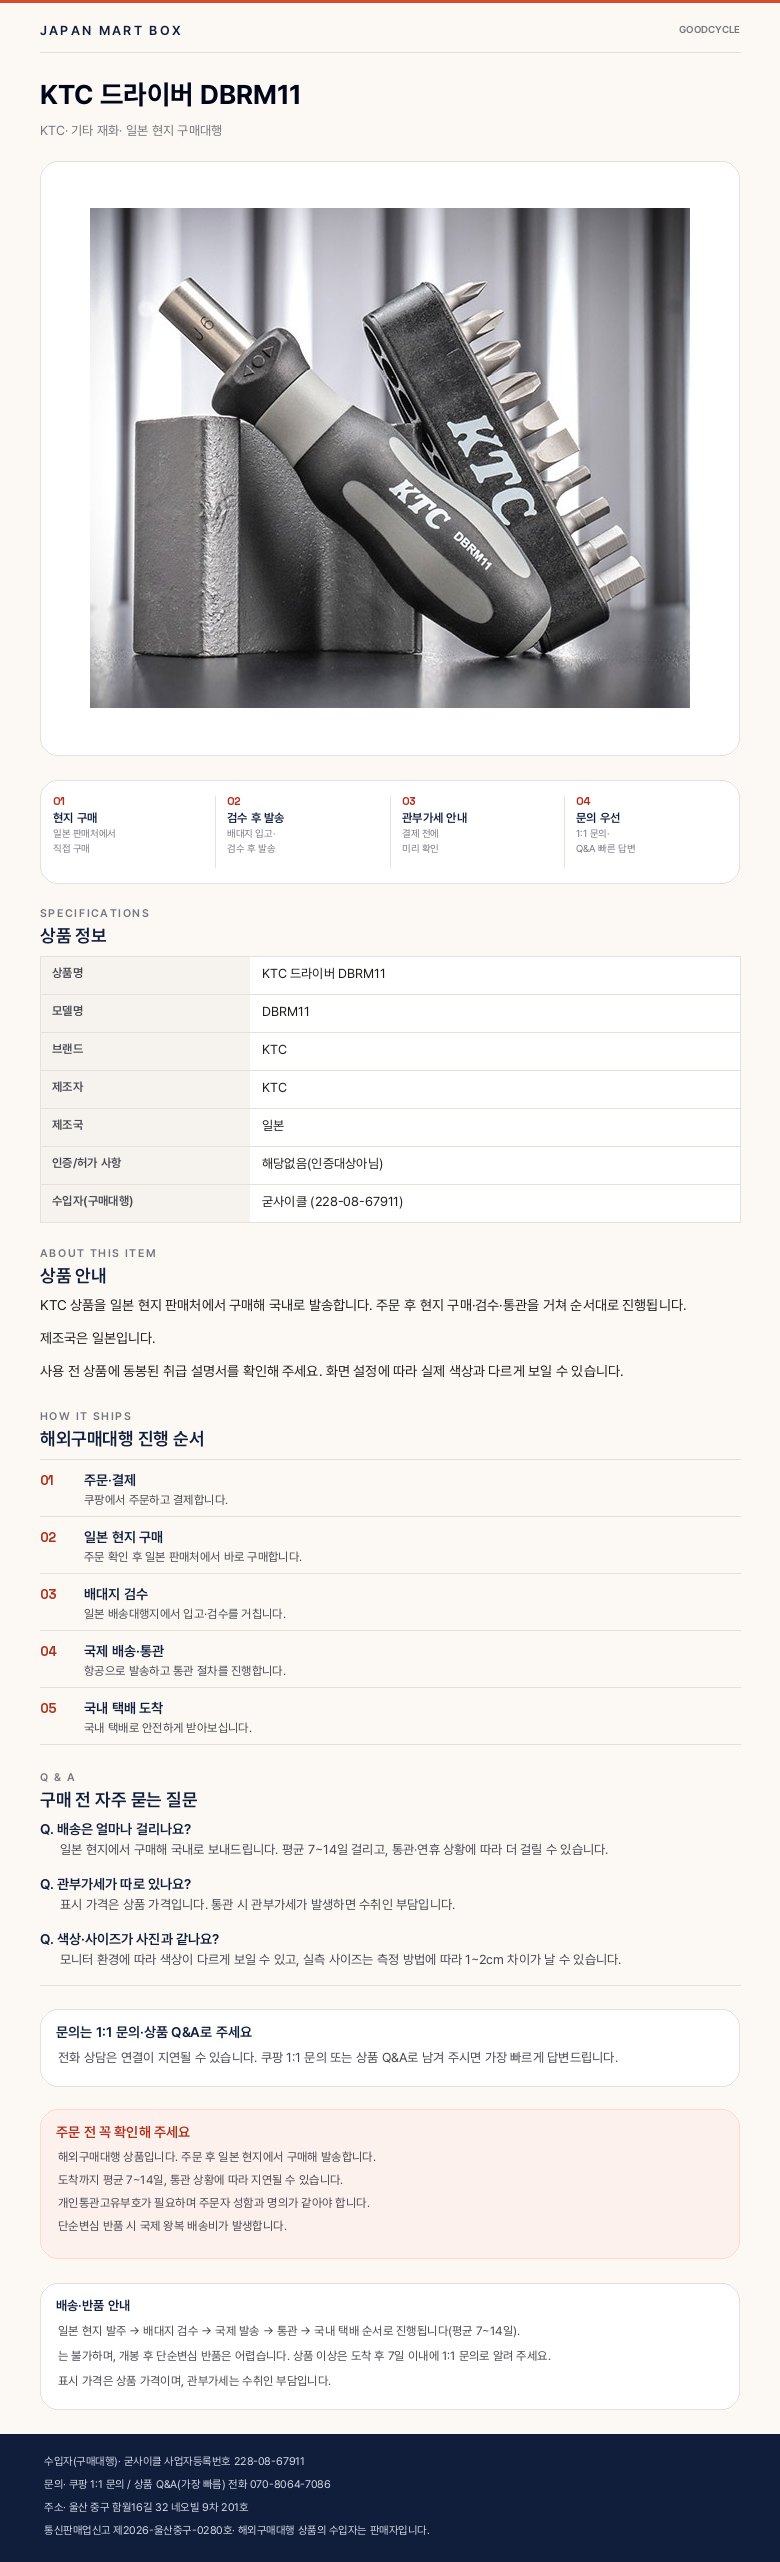 JAPAN MART BOX
GOODCYCLE
KTC 드라이버 DBRM11
KTC· 기타 재화· 일본 현지 구매대행
J6
KTC
KTC
DBRM11
01
현지 구매
일본 판매처에서
직접 구매
02
검수 후 발송
배대지 입고·
검수 후 발송
03
관부가세 안내
결제 전에
미리 확인
04
문의 우선
1:1 문의·
Q&A 빠른 답변
SPECIFICATIONS
상품 정보
상품명 KTC 드라이버 DBRM11
모델명 DBRM11
브랜드 KTC
제조자 KTC
제조국 일본
인증/허가 사항 해당없음(인증대상아님)
수입자(구매대행) 굳사이클 (228-08-67911)
ABOUT THIS ITEM
상품 안내
KTC 상품을 일본 현지 판매처에서 구매해 국내로 발송합니다. 주문 후 현지 구매·검수·통관을 거쳐 순서대로 진행됩니다.
제조국은 일본입니다.
사용 전 상품에 동봉된 취급 설명서를 확인해 주세요. 화면 설정에 따라 실제 색상과 다르게 보일 수 있습니다.
HOW IT SHIPS
해외구매대행 진행 순서
01 주문·결제
쿠팡에서 주문하고 결제합니다.
02 일본 현지 구매
주문 확인 후 일본 판매처에서 바로 구매합니다.
03 배대지 검수
일본 배송대행지에서 입고·검수를 거칩니다.
04 국제 배송·통관
항공으로 발송하고 통관 절차를 진행합니다.
05 국내 택배 도착
국내 택배로 안전하게 받아보십니다.
Q & A
구매 전 자주 묻는 질문
Q. 배송은 얼마나 걸리나요?
일본 현지에서 구매해 국내로 보내드립니다. 평균 7~14일 걸리고, 통관·연휴 상황에 따라 더 걸릴 수 있습니다.
Q. 관부가세가 따로 있나요?
표시 가격은 상품 가격입니다. 통관 시 관부가세가 발생하면 수취인 부담입니다.
Q. 색상·사이즈가 사진과 같나요?
모니터 환경에 따라 색상이 다르게 보일 수 있고, 실측 사이즈는 측정 방법에 따라 1~2cm 차이가 날 수 있습니다.
문의는 1:1 문의·상품 Q&A로 주세요
전화 상담은 연결이 지연될 수 있습니다. 쿠팡 1:1 문의 또는 상품 Q&A로 남겨 주시면 가장 빠르게 답변드립니다.
주문 전 꼭 확인해 주세요
해외구매대행 상품입니다. 주문 후 일본 현지에서 구매해 발송합니다.
도착까지 평균 7~14일, 통관 상황에 따라 지연될 수 있습니다.
개인통관고유부호가 필요하며 주문자 성함과 명의가 같아야 합니다.
단순변심 반품 시 국제 왕복 배송비가 발생합니다.
배송·반품 안내
일본 현지 발주 → 배대지 검수 → 국제 발송 → 통관 → 국내 택배 순서로 진행됩니다(평균 7~14일).
는 불가하며, 개봉 후 단순변심 반품은 어렵습니다. 상품 이상은 도착 후 7일 이내에 1:1 문의로 알려 주세요.
표시 가격은 상품 가격이며, 관부가세는 수취인 부담입니다.
수입자(구매대행)· 굳사이클 사업자등록번호 228-08-67911
문의· 쿠팡 1:1 문의 / 상품 Q&A(가장 빠름) 전화 070-8064-7086
주소· 울산 중구 함월16길 32 네오빌 9차 201호
통신판매업신고 제2026-울산중구-0280호· 해외구매대행 상품의 수입자는 판매자입니다.